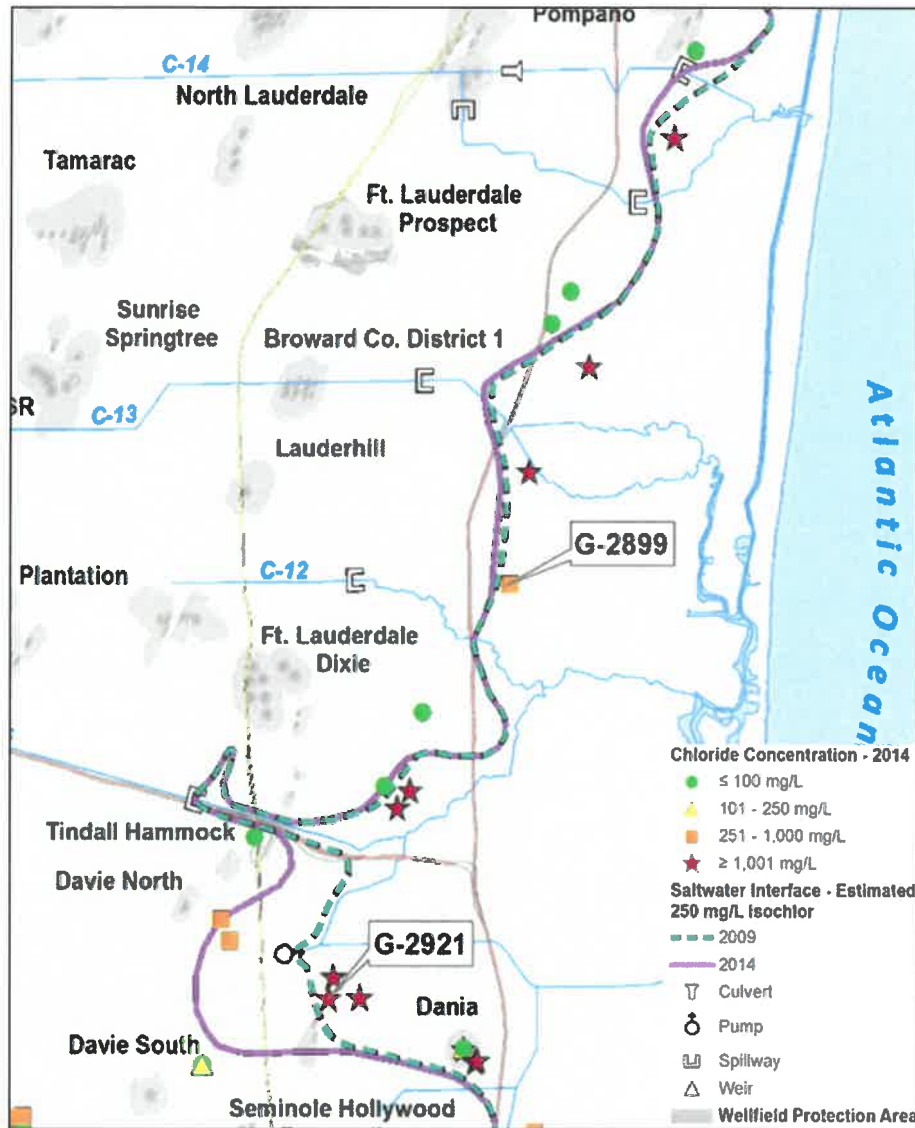 Pompano
C-14
North Lauderdale
Tamarac
Ft. Lauderdale
Prospect
Sunrise
Springtree
Broward Co. District 1
SR
C-13
Lauderhill
Atlantic Ocean
G-2899
Plantation
C-12
Ft. Lauderdale
Dixie
Chloride Concentration - 2014
≤ 100 mg/L
101 - 250 mg/L
251 - 1,000 mg/L
≥ 1,001 mg/L
Saltwater Interface - Estimated
250 mg/L Isochlor
2009
2014
Culvert
Pump
Spillway
Weir
Wellfield Protection Area
Tindall Hammock
Davie North
G-2921
Dania
Davie South
Seminole Hollywood